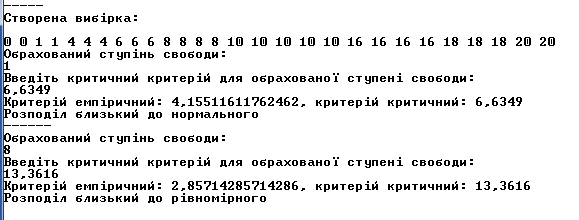 -----
Створена вибірка:
0 0 1 1 4 4 4 6 6 6 8 8 8 8 10 10 10 10 10 16 16 16 16 18 18 18 20 20
Обрахований ступінь свободи:
1
Введіть критичний критерій для обрахованої ступені свободи:
6,6349
Критерій емпіричний: 4,15511611762462, критерій критичний: 6,6349
Розподіл близький до нормального
------
Обрахований ступінь свободи:
8
Введіть критичний критерій для обрахованої ступені свободи:
13,3616
Критерій емпіричний: 2,85714285714286, критерій критичний: 13,3616
Розподіл близький до рівномірного